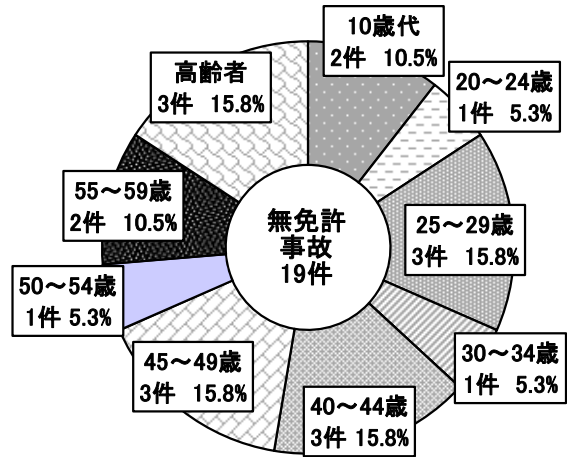 無免許
事故
19件
10歳代
2件 10.5%
20～24歳
1件 5.3%
25～29歳
3件 15.8%
30～34歳
1件 5.3%
40～44歳
3件 15.8%
45～49歳
3件 15.8%
50～54歳
1件 5.3%
55～59歳
2件 10.5%
高齢者
3件 15.8%